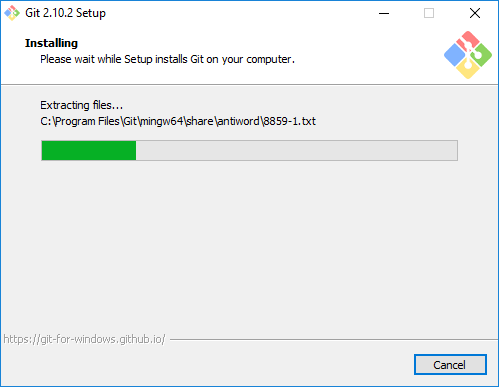 Git 2.10.2 Setup
Installing
Please wait while Setup installs Git on your computer.
Extracting files...
C:\Program Files\Git\mingw64\share\antiword\8859-1.txt
https://git-for-windows.github.io/
Cancel